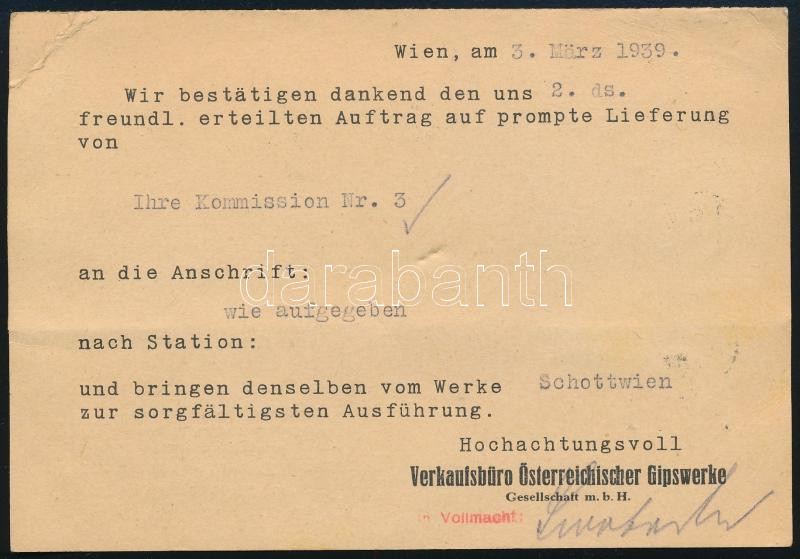 Wien, am 3. März 1939.
Wir bestätigen dankend den uns 2. ds.
freundl. erteilten Auftrag auf prompte Lieferung
von
Ihre Kommission Nr. 3
an die Anschrift:
darabanth
wie aufgegeben
nach Station:
und bringen denselben vom Werke Schottwien
zur sorgfältigsten Ausführung.
Hochachtungsvoll
Verkaufsbüro Österreichischer Gipswerke
Gesellschaft m. b. H.
Vollmacht: